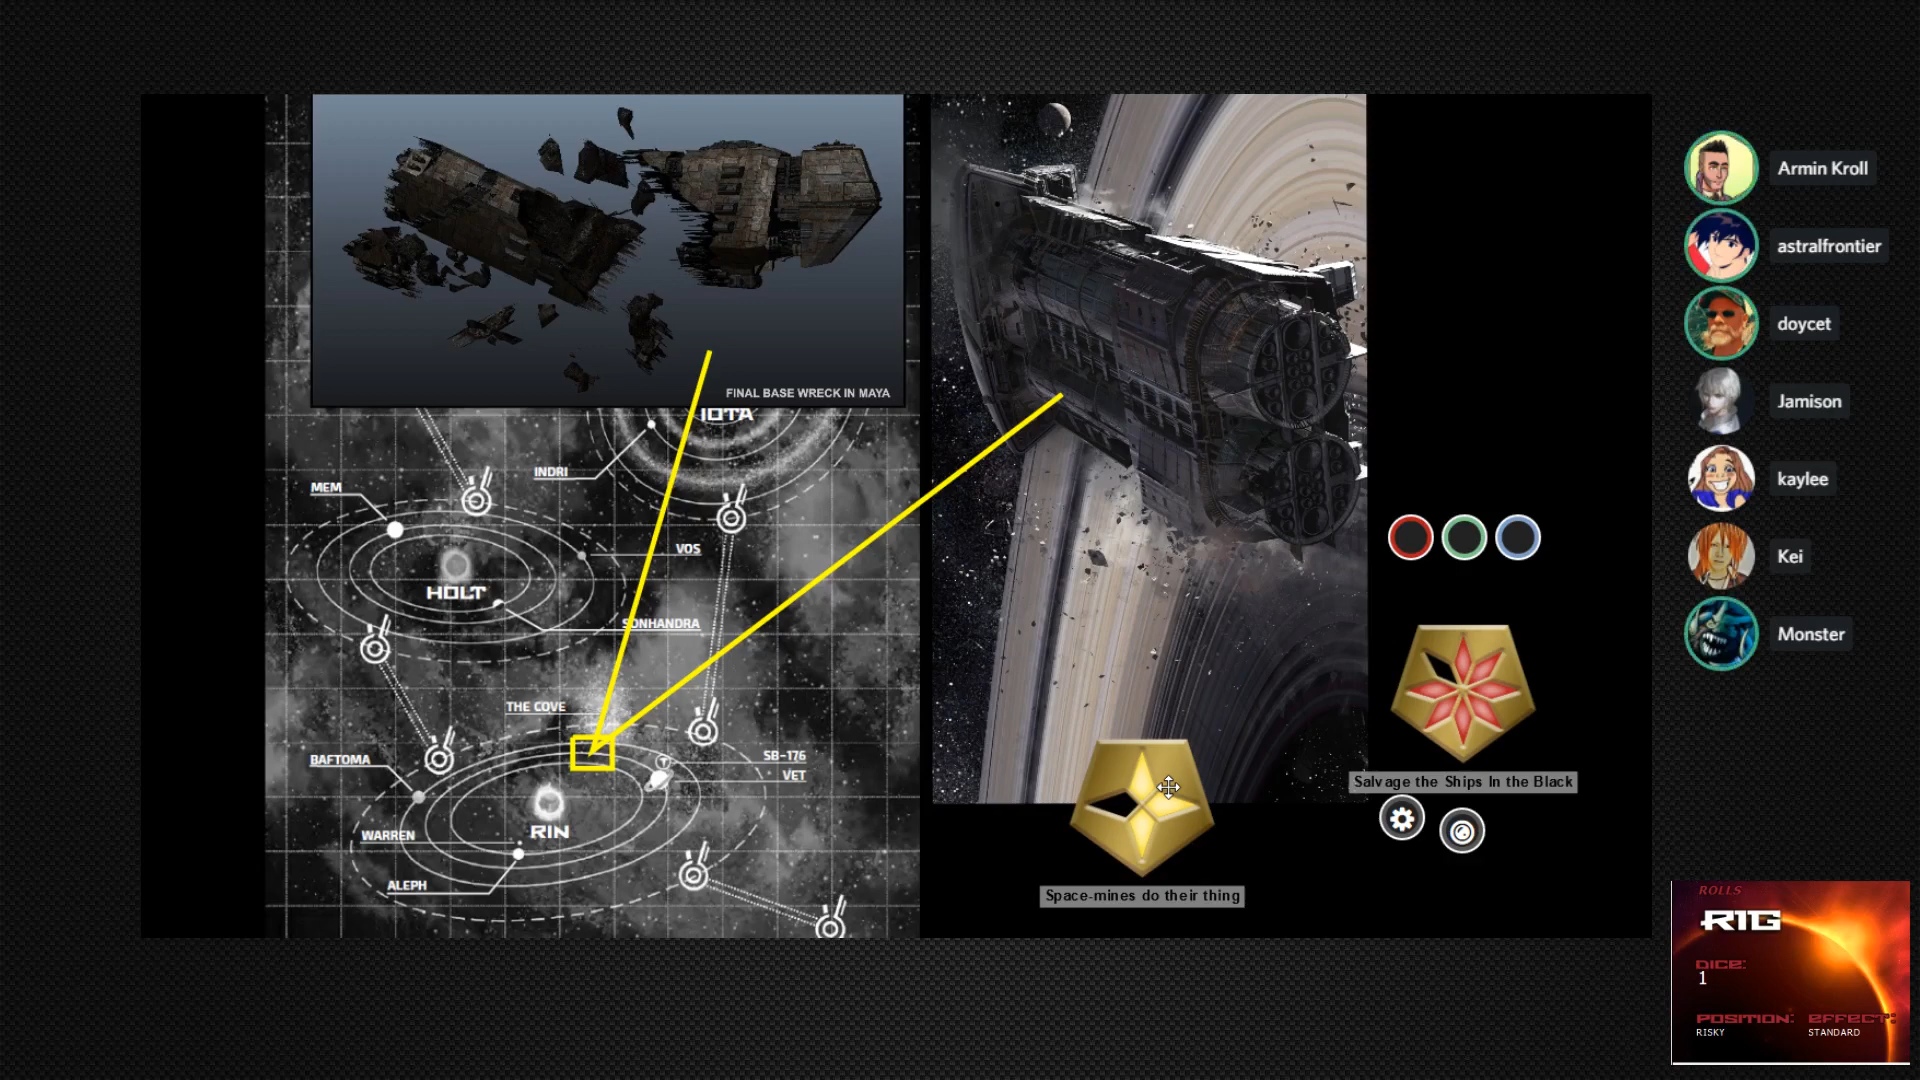 FINAL BASE WRECK IN MAYA
IOTA
INDRI
MEM
VOS
HOLT
SONHANDRA
THE COVE
BAFTOMA
SB-176
VET
RIN
WARREN
ALEPH
Salvage the Ships In the Black
Space-mines do their thing
Armin Kroll
astralfrontier
doycet
Jamison
kaylee
Kei
Monster
ROLLS
RIG
DICE:
1
POSITION: EFFECT:
RISKY STANDARD